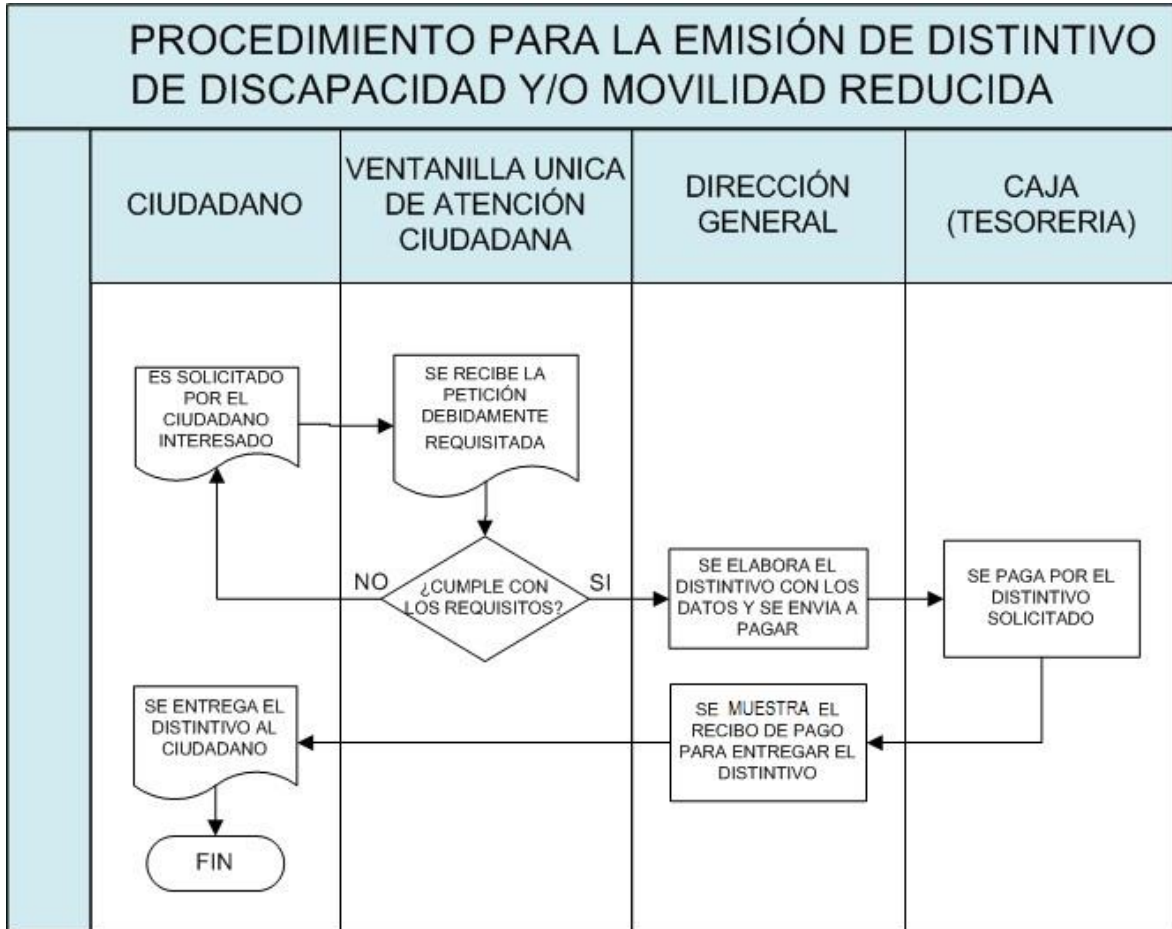 PROCEDIMIENTO PARA LA EMISIÓN DE DISTINTIVO
DE DISCAPACIDAD Y/O MOVILIDAD REDUCIDA
CIUDADANO
VENTANILLA UNICA
DE ATENCIÓN
CIUDADANA
DIRECCIÓN
GENERAL
CAJA
(TESORERIA)
ES SOLICITADO
POR EL
CIUDADANO
INTERESADO
SE RECIBE LA
PETICIÓN
DEBIDAMENTE
REQUISITADA
NO
¿CUMPLE CON
LOS REQUISITOS?
SI
SE ELABORA EL
DISTINTIVO CON LOS
DATOS Y SE ENVIA A
PAGAR
SE PAGA POR EL
DISTINTIVO
SOLICITADO
SE MUESTRA EL
RECIBO DE PAGO
PARA ENTREGAR EL
DISTINTIVO
SE ENTREGA EL
DISTINTIVO AL
CIUDADANO
FIN